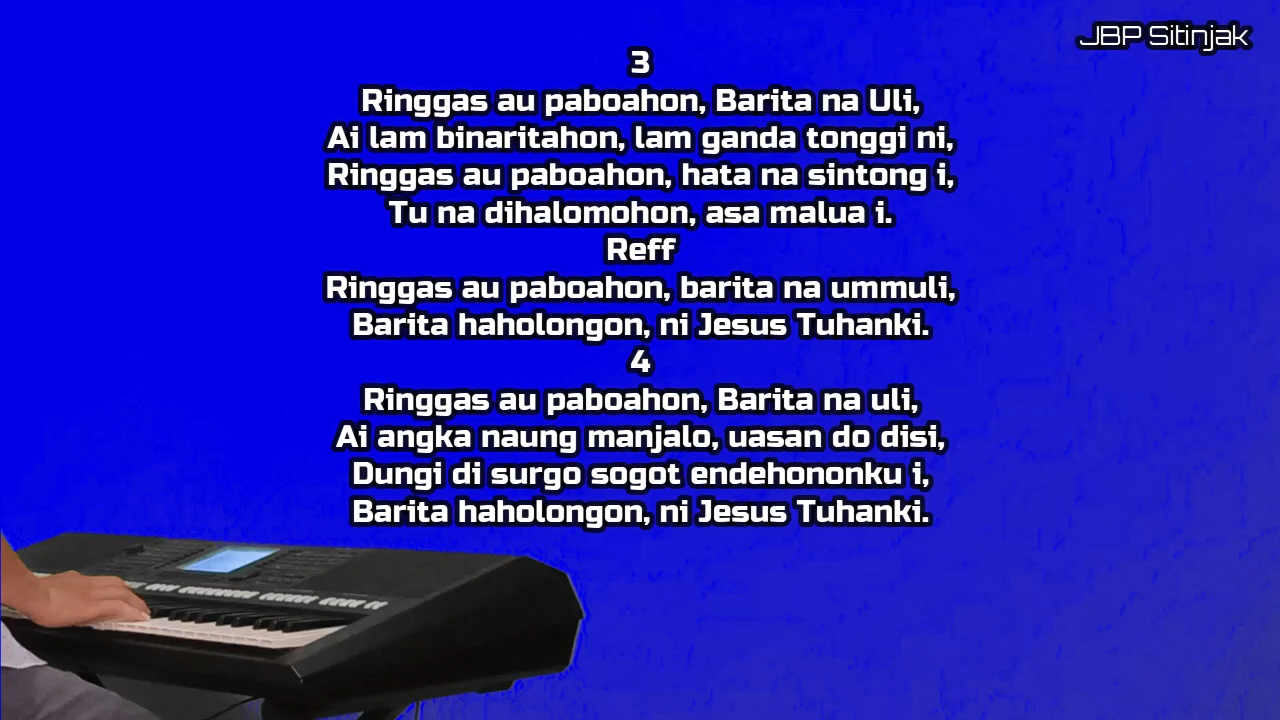 JBP Sitinjak
3
Ringgas au paboahon, Barita na Uli,
Ai lam binaritahon, lam ganda tonggi ni,
Ringgas au paboahon, hata na sintong i,
Tu na dihalomohon, asa malua i.
Reff
Ringgas au paboahon, barita na ummuli,
Barita haholongon, ni Jesus Tuhanki.
4
Ringgas au paboahon, Barita na uli,
Ai angka naung manjalo, uasan do disi,
Dungi di surgo sogot endehononku i,
Barita haholongon, ni Jesus Tuhanki.